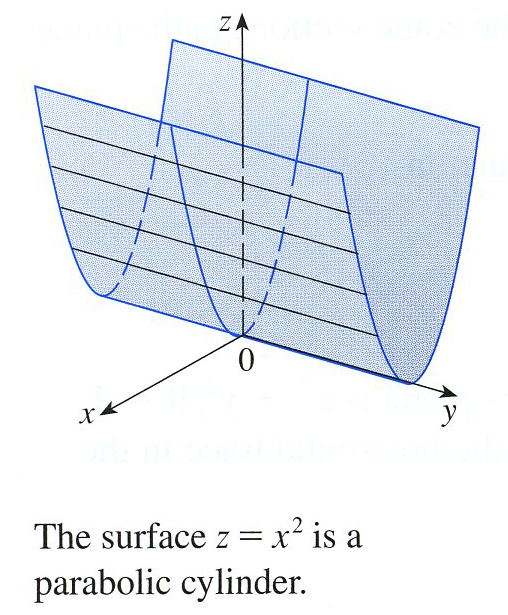 z
0
x
y
The surface z = x² is a
parabolic cylinder.